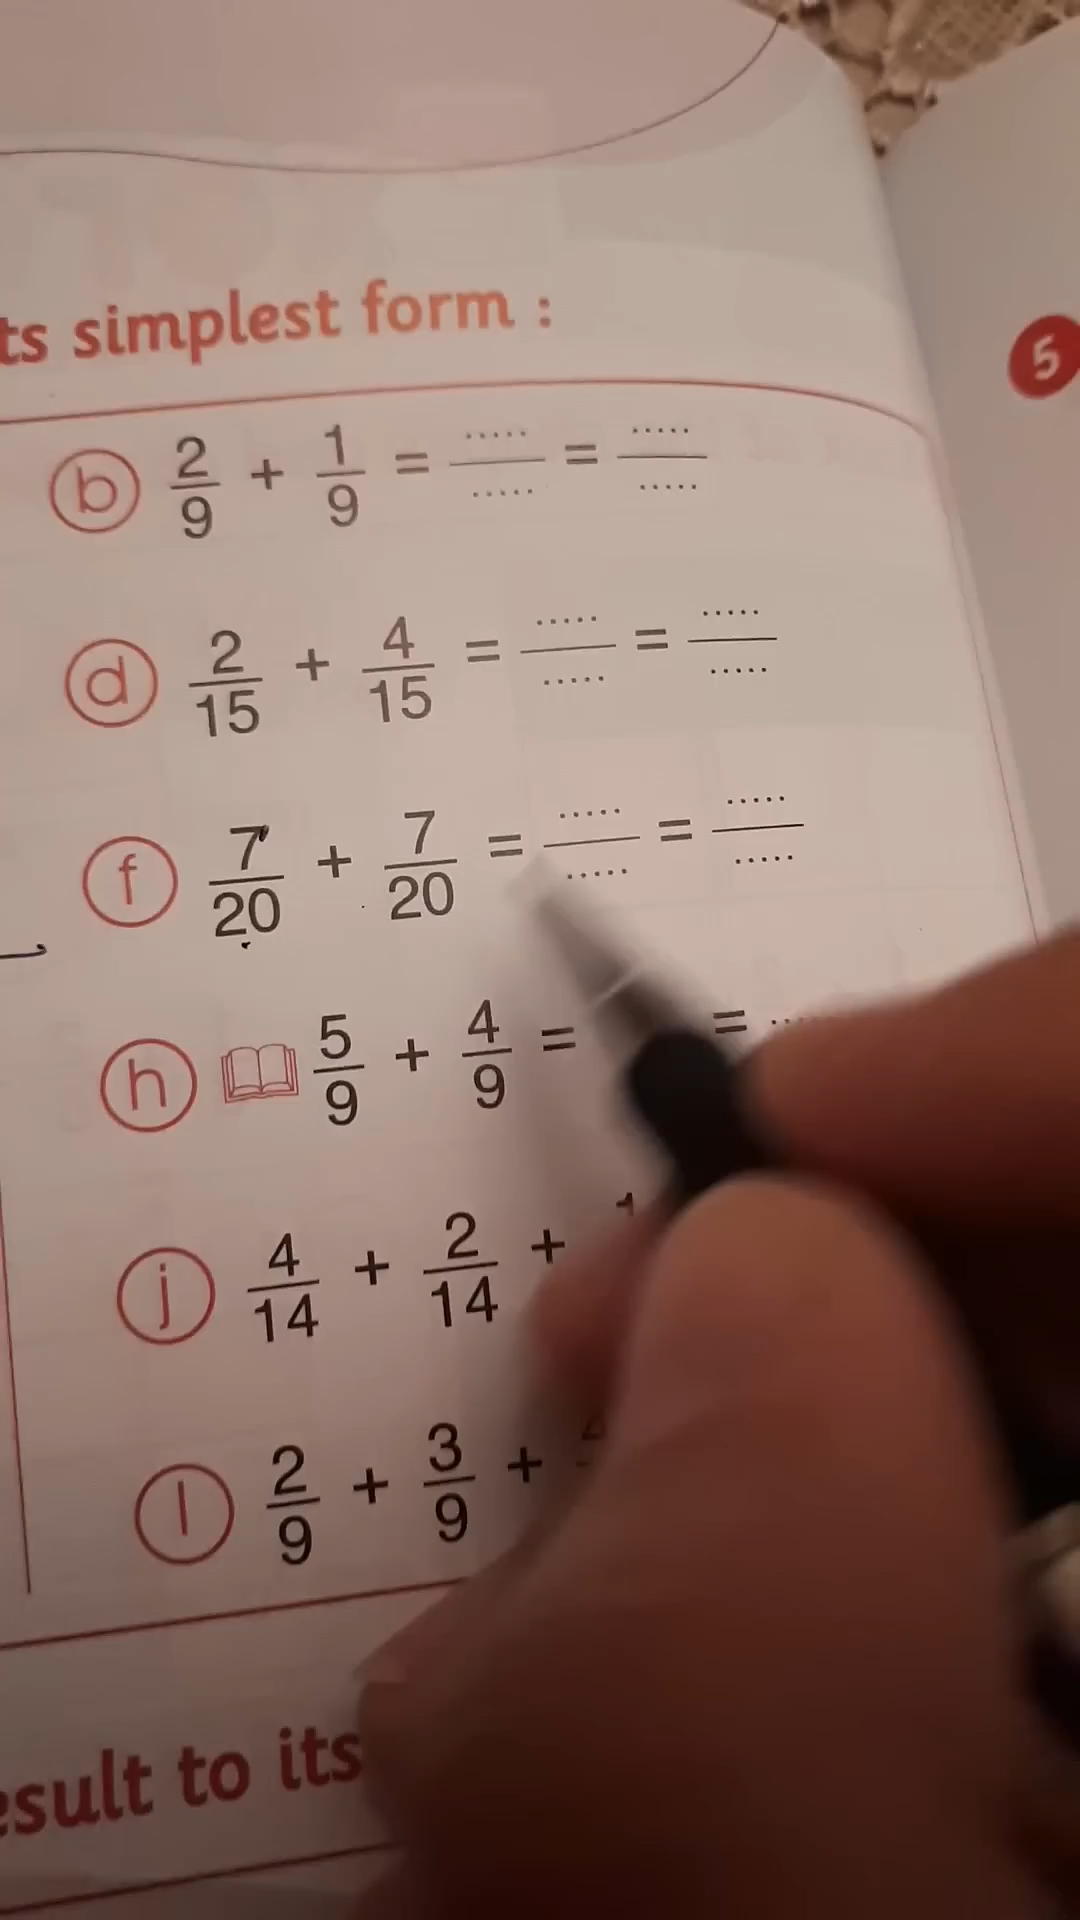 ts simplest form :
5
b 2/9 + 1/9 = ...../..... = ...../.....
d 2/15 + 4/15 = ...../..... = ...../.....
f 7/20 + 7/20 = ...../..... = ...../.....
h 5/9 + 4/9 = = ....
j 4/14 + 2/14 + 1
l 2/9 + 3/9 +
esult to its